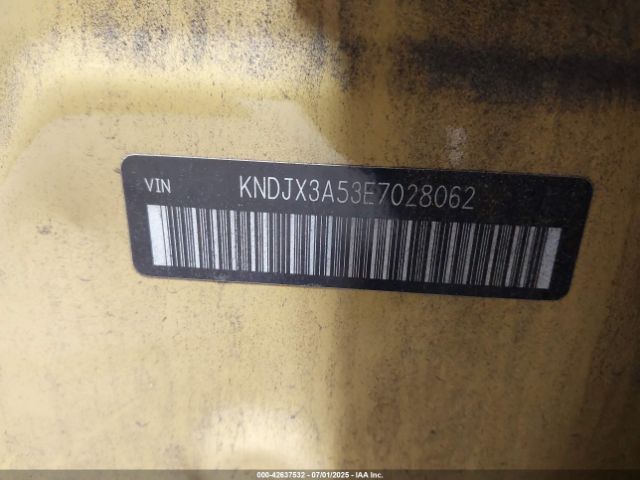 VIN KNDJX3A53E7028062
000-42637532 - 07/01/2025 - IAA Inc.